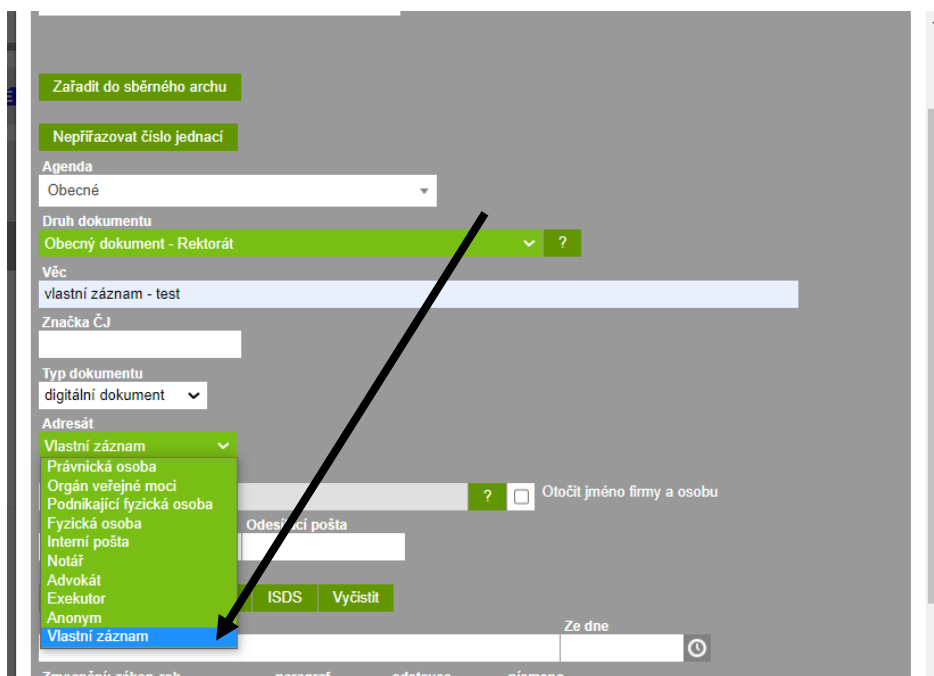 Zařadit do sběrného archu
Nepřiřazovat číslo jednací
Agenda
Obecné
Druh dokumentu
Obecný dokument - Rektorát
?
Věc
vlastní záznam - test
Značka ČJ
Typ dokumentu
digitální dokument
Adresát
Vlastní záznam
Právnická osoba
Orgán veřejné moci
Podnikající fyzická osoba
Fyzická osoba
Interní pošta
Notář
Advokát
Exekutor
Anonym
Vlastní záznam
? Otočit jméno firmy a osobu
Odesílací pošta
ISDS Vyčistit
Ze dne